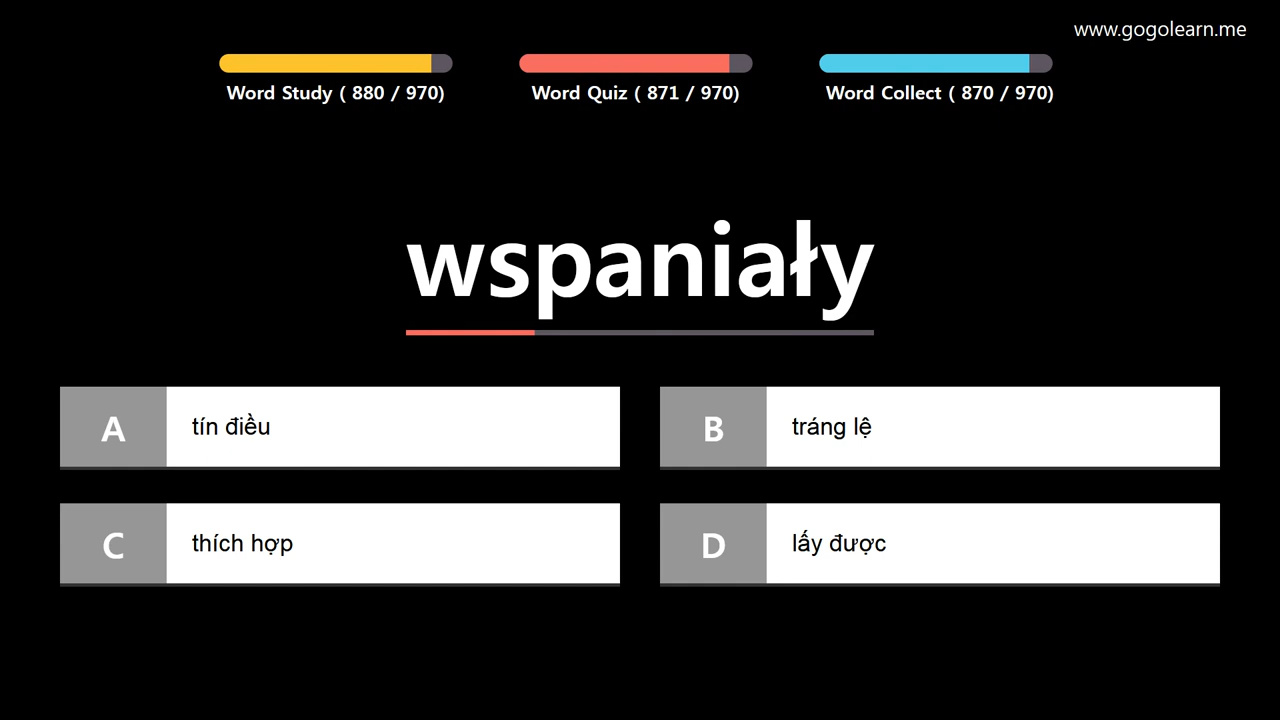 www.gogolearn.me
Word Study ( 880 / 970)
Word Quiz ( 871 / 970)
Word Collect ( 870 / 970)
wspaniały
A tín điều
B tráng lệ
C thích hợp
D lấy được